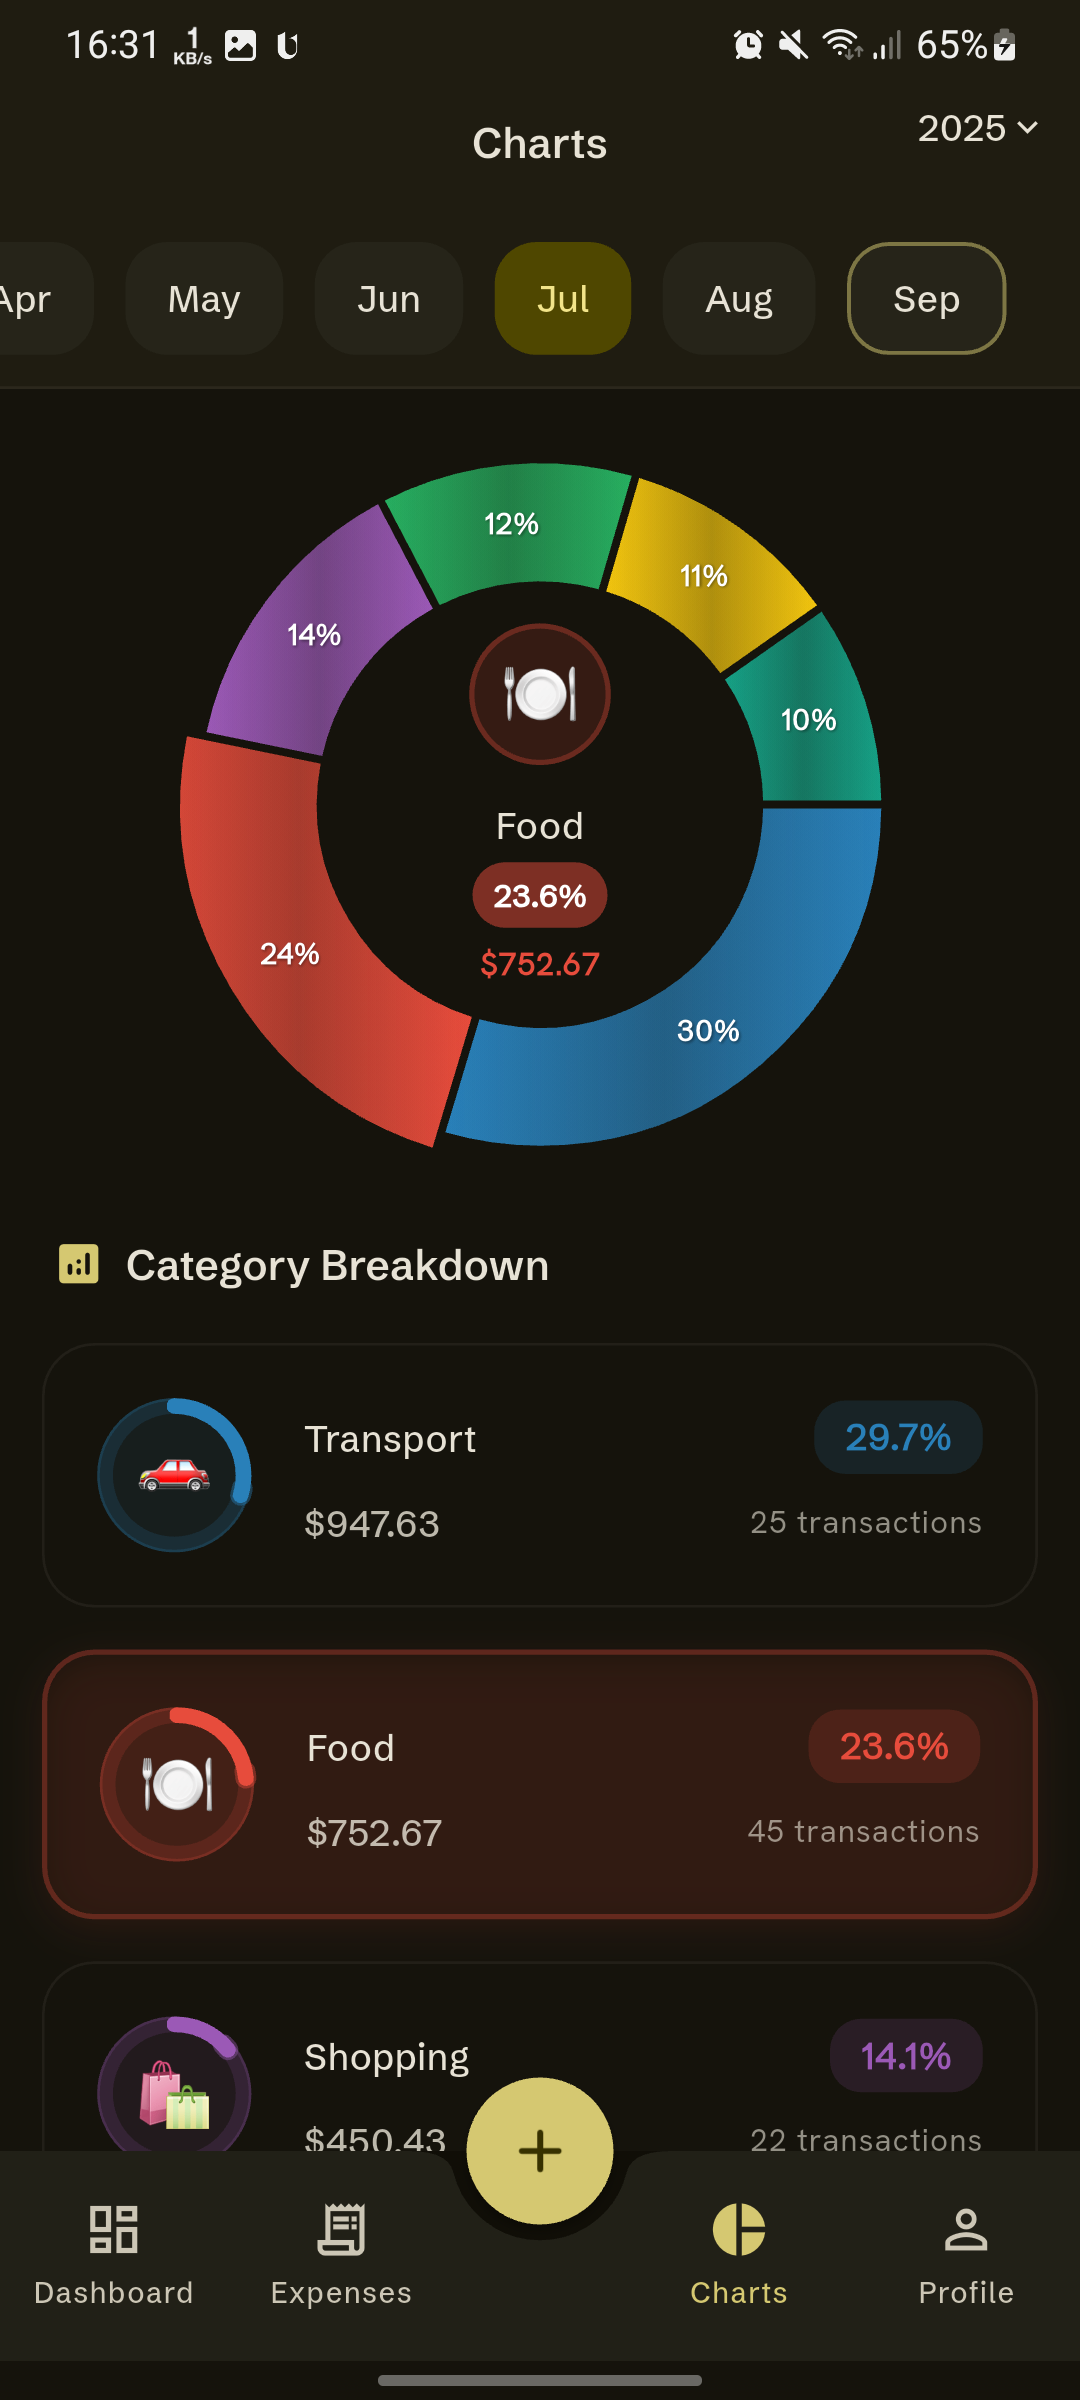 16:31 1 KB/s 65%
Charts
2025
Apr May Jun Jul Aug Sep
12%
11%
14%
10%
24%
30%
Food
23.6%
$752.67
Category Breakdown
Transport 29.7%
$947.63 25 transactions
Food 23.6%
$752.67 45 transactions
Shopping 14.1%
$450.43 22 transactions
Dashboard Expenses Charts Profile